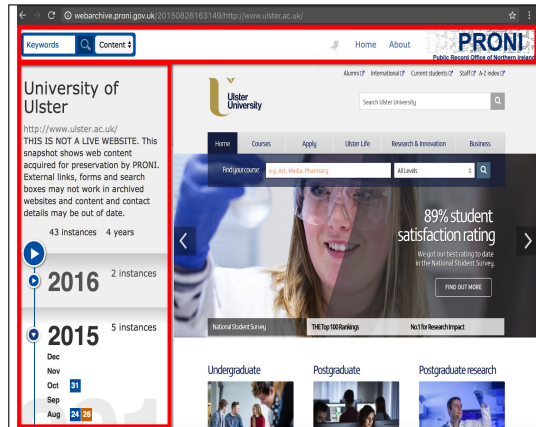 webarchive.proni.gov.uk/20150826163149/http://www.ulster.ac.uk/
Keywords Content Home About PRONI
Public Record Office of Northern Ireland
University of
Ulster
http://www.ulster.ac.uk/
THIS IS NOT A LIVE WEBSITE. This
snapshot shows web content
acquired for preservation by PRONI.
External links, forms and search
boxes may not work in archived
websites and content and contact
details may be out of date.
43 instances 4 years
2016 2 instances
2015 5 instances
Dec
Nov
Oct 31
Sep
Aug 24 26
Alumni International Current students Staff A-Z index
Ulster
University
Search Ulster University
Home Courses Apply Ulster Life Research & Innovation Business
Find your course: e.g. Art, Media, Pharmacy All Levels
89% student
satisfaction rating
We got our best rating to date
in the National Student Survey.
FIND OUT MORE
National Student Survey THE Top 100 Rankings No.1 for Research Impact
Undergraduate Postgraduate Postgraduate research